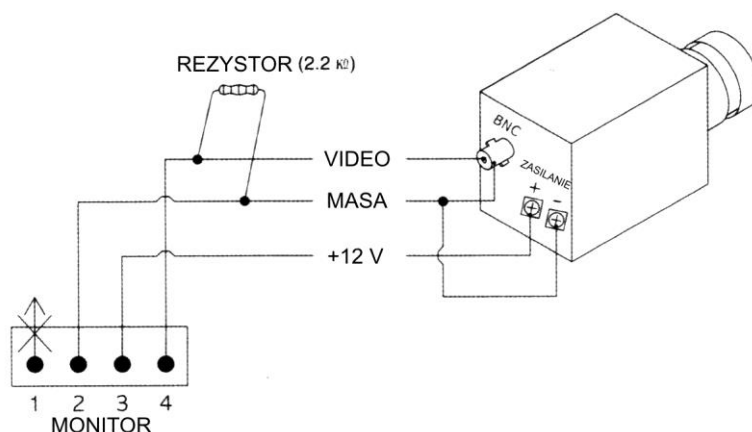 REZYSTOR (2.2 kΩ)
BNC
VIDEO
ZASILANIE
+ −
MASA
+12 V
1 2 3 4
MONITOR